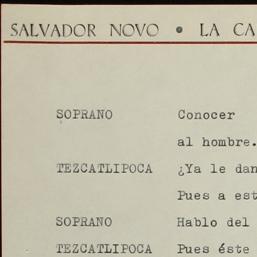 SALVADOR NOVO • LA CA
SOPRANO Conocer
al hombre.
TEZCATLIPOCA ¿Ya le dan
Pues a est
SOPRANO Hablo del
TEZCATLIPOCA Pues éste